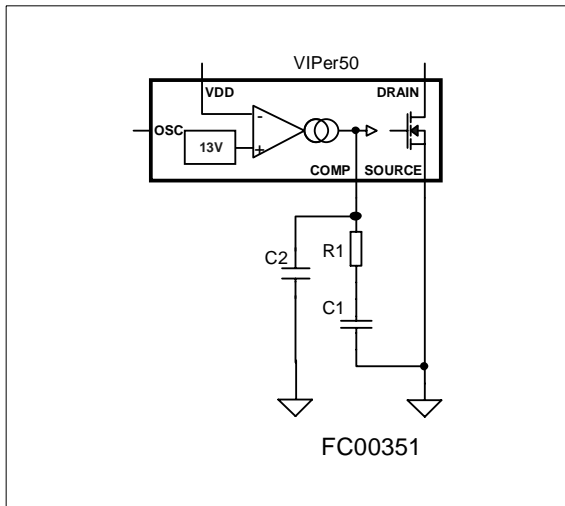 VIPer50
VDD
DRAIN
OSC
-
13V
+
COMP
SOURCE
C2
R1
C1
FC00351